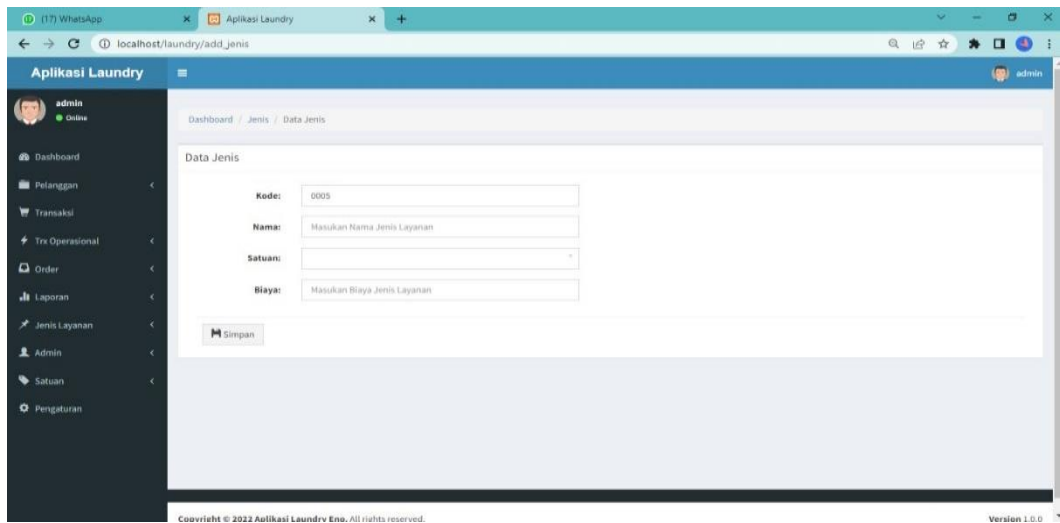 (17) WhatsApp
Aplikasi Laundry
localhost/laundry/add_jenis
Aplikasi Laundry
admin
admin
Online
Dashboard / Jenis / Data Jenis
Dashboard
Pelanggan
Transaksi
Trx Operasional
Order
Laporan
Jenis Layanan
Admin
Satuan
Pengaturan
Data Jenis
Kode: 0005
Nama: Masukan Nama Jenis Layanan
Satuan:
Biaya: Masukan Biaya Jenis Layanan
Simpan
Copyright © 2022 Aplikasi Laundry Eno. All rights reserved.
Version 1.0.0